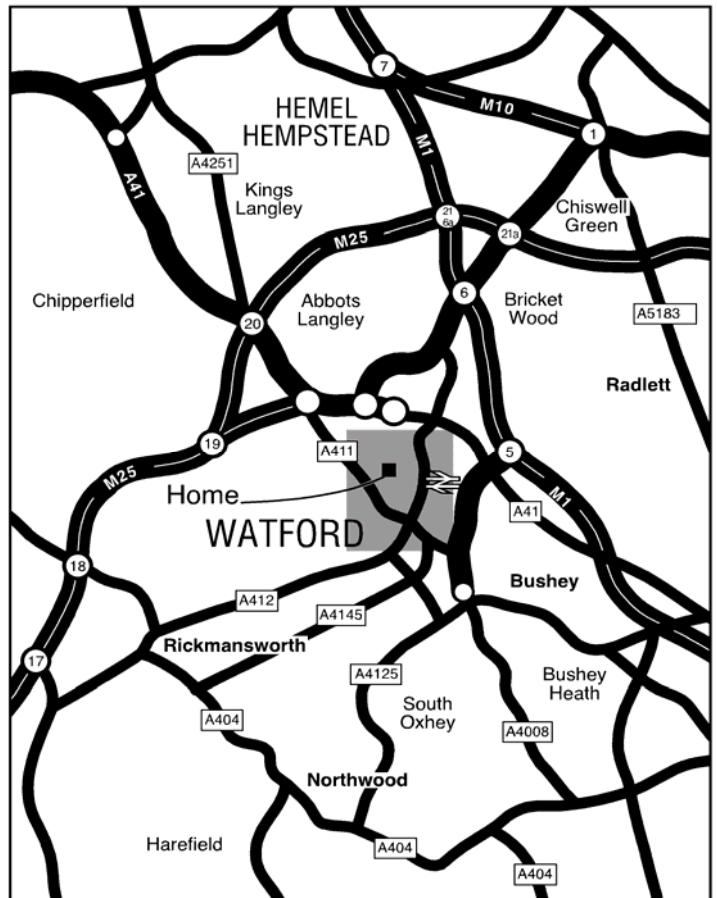 7
M10
1
HEMEL
HEMPSTEAD
M1
A4251
A41
Kings
Langley
21
6a
21a
Chiswell
Green
M25
Chipperfield
Abbots
Langley
6
Bricket
Wood
A5183
20
Radlett
19
A411
5
M25
Home
M1
WATFORD
A41
18
Bushey
A412
A4145
Rickmansworth
17
A4125
Bushey
Heath
South
Oxhey
A404
A4008
Northwood
Harefield
A404
A404